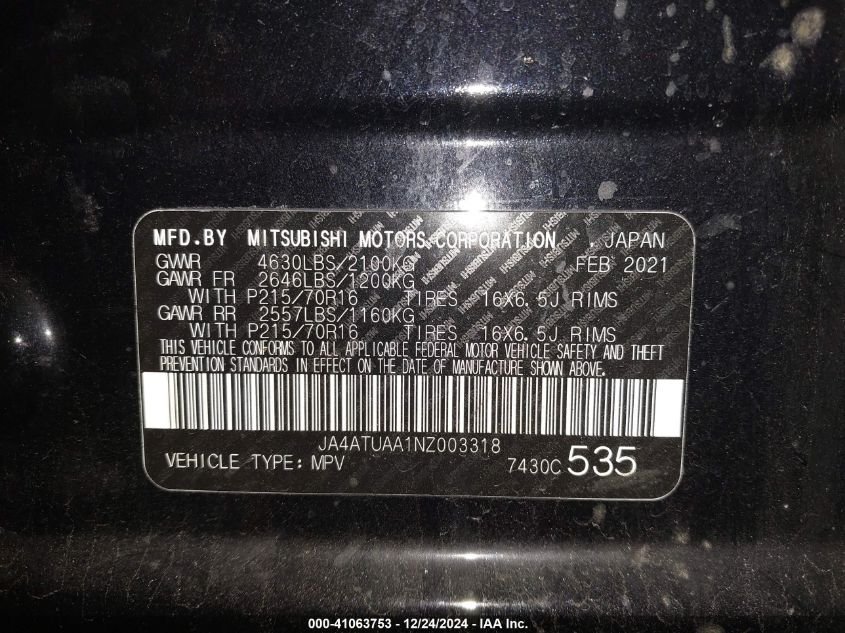 MFD.BY MITSUBISHI MOTORS CORPORATION , JAPAN
GVWR 4630LBS/2100KG FEB 2021
GAWR FR 2646LBS/1200KG
WITH P215/70R16 TIRES 16X6.5J RIMS
GAWR RR 2557LBS/1160KG
WITH P215/70R16 TIRES 16X6.5J RIMS
THIS VEHICLE CONFORMS TO ALL APPLICABLE FEDERAL MOTOR VEHICLE SAFETY AND THEFT
PREVENTION STANDARDS IN EFFECT ON THE DATE OF MANUFACTURE SHOWN ABOVE.
JA4ATUAA1NZ003318
VEHICLE TYPE: MPV 7430C 535
000-41063753 - 12/24/2024 - IAA Inc.